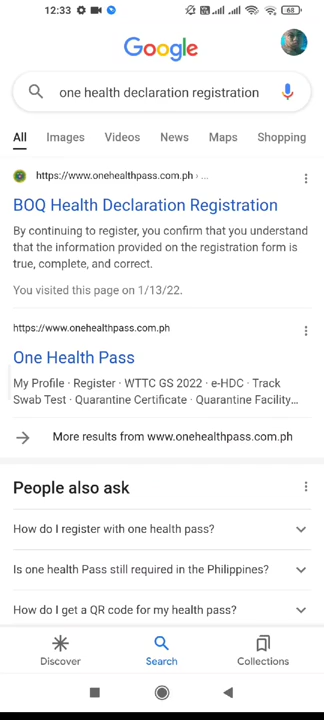 12:33
68
Google
one health declaration registration
All Images Videos News Maps Shopping
https://www.onehealthpass.com.ph › ...
BOQ Health Declaration Registration
By continuing to register, you confirm that you understand
that the information provided on the registration form is
true, complete, and correct.
You visited this page on 1/13/22.
https://www.onehealthpass.com.ph
One Health Pass
My Profile · Register · WTTC GS 2022 · e-HDC · Track
Swab Test · Quarantine Certificate · Quarantine Facility...
More results from www.onehealthpass.com.ph
People also ask
How do I register with one health pass?
Is one health Pass still required in the Philippines?
How do I get a QR code for my health pass?
Discover Search Collections